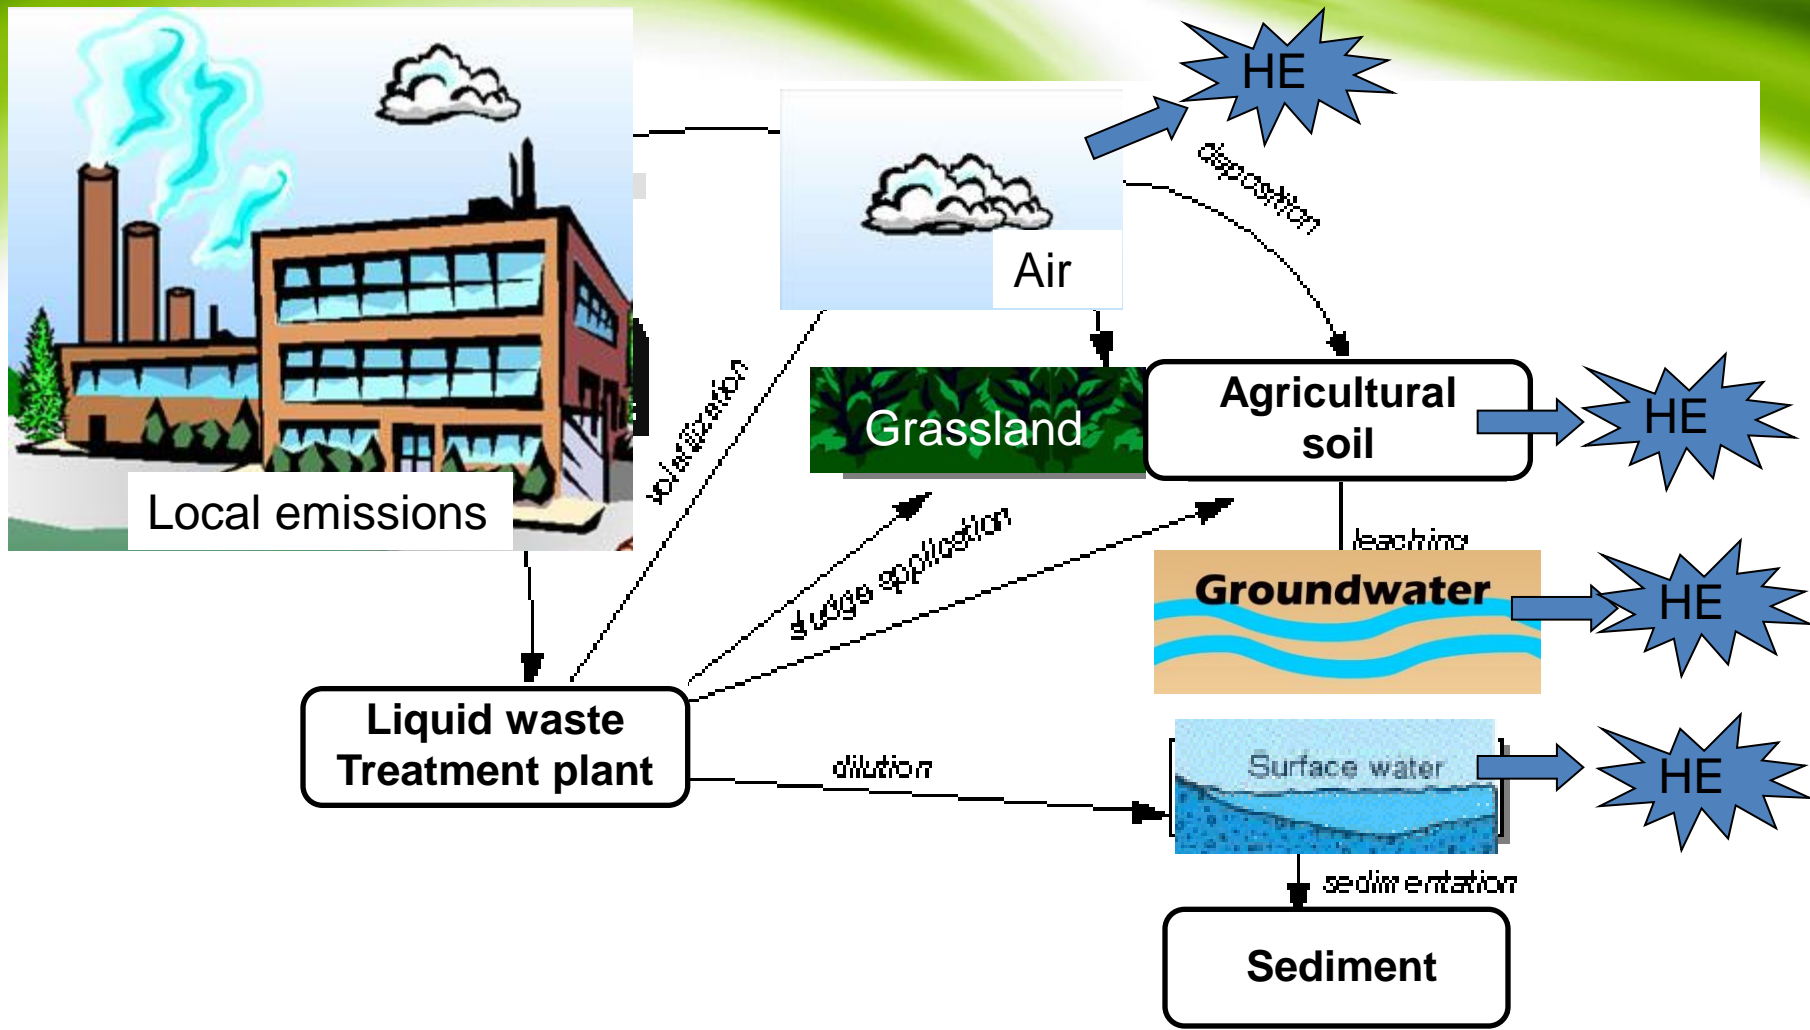 HE
disposition
Air
volatilization
Grassland
Agricultural
soil
HE
Local emissions
sludge application
leaching
Groundwater
HE
Liquid waste
Treatment plant
dilution
Surface water
HE
sedimentation
Sediment